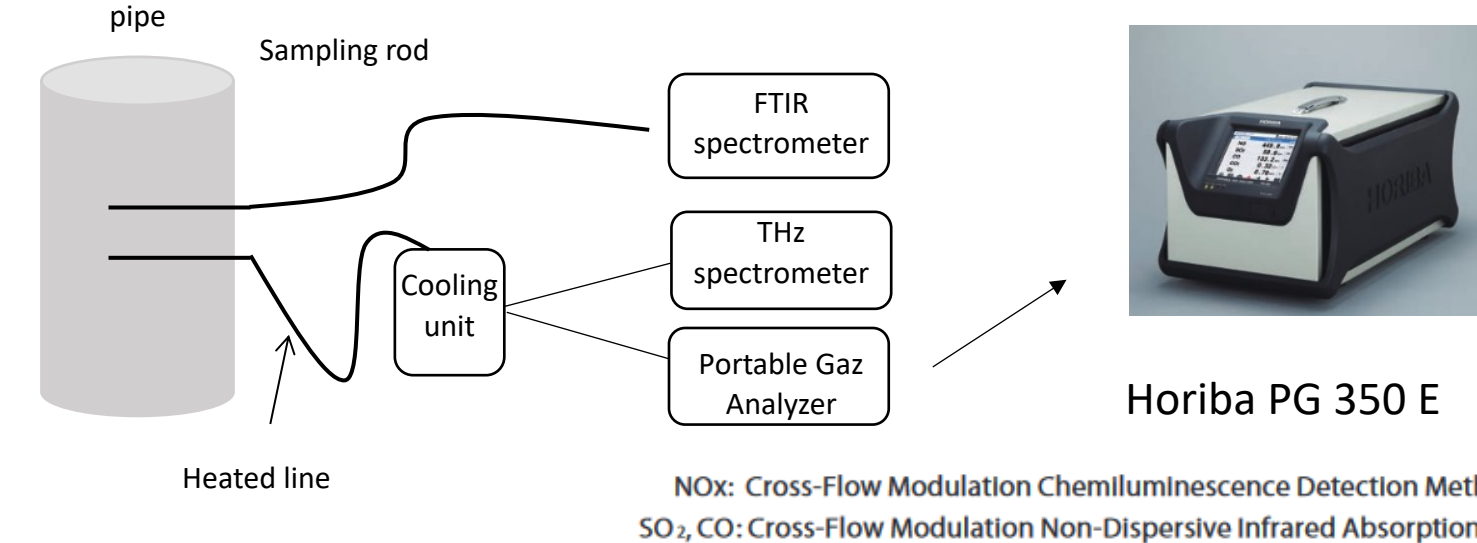 pipe
Sampling rod
FTIR
spectrometer
THz
spectrometer
Cooling
unit
Portable Gaz
Analyzer
Heated line
HORIBA
Horiba PG 350 E
NOx: Cross-Flow Modulation Chemiluminescence Detection
SO₂, CO: Cross-Flow Modulation Non-Dispersive Infrared Absorption